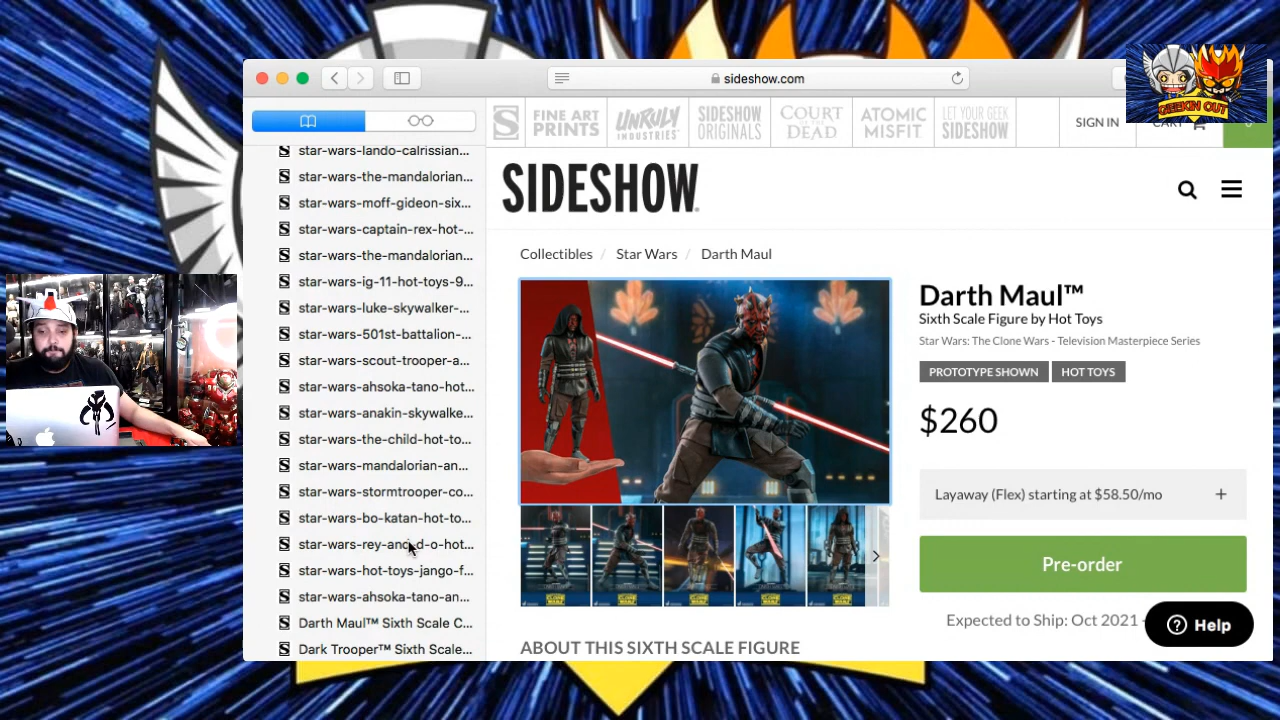 sideshow.com
GEEKIN OUT
FINE ART PRINTS
UNRULY INDUSTRIES
SIDESHOW ORIGINALS
COURT OF THE DEAD
ATOMIC MISFIT
LET YOUR GEEK SIDESHOW
SIGN IN
SIDESHOW
Collectibles / Star Wars / Darth Maul
star-wars-lando-calrissian...
star-wars-the-mandalorian...
star-wars-moff-gideon-six...
star-wars-captain-rex-hot-...
star-wars-the-mandalorian...
star-wars-ig-11-hot-toys-9...
star-wars-luke-skywalker-...
star-wars-501st-battalion-...
star-wars-scout-trooper-a...
star-wars-ahsoka-tano-hot...
star-wars-anakin-skywalke...
star-wars-the-child-hot-to...
star-wars-mandalorian-an...
star-wars-stormtrooper-co...
star-wars-bo-katan-hot-to...
star-wars-rey-and-d-o-hot...
star-wars-hot-toys-jango-f...
star-wars-ahsoka-tano-an...
Darth Maul™ Sixth Scale C...
Dark Trooper™ Sixth Scale...
Darth Maul™
Sixth Scale Figure by Hot Toys
Star Wars: The Clone Wars - Television Masterpiece Series
PROTOTYPE SHOWN
HOT TOYS
$260
Layaway (Flex) starting at $58.50/mo +
Pre-order
Expected to Ship: Oct 2021 -
Help
ABOUT THIS SIXTH SCALE FIGURE